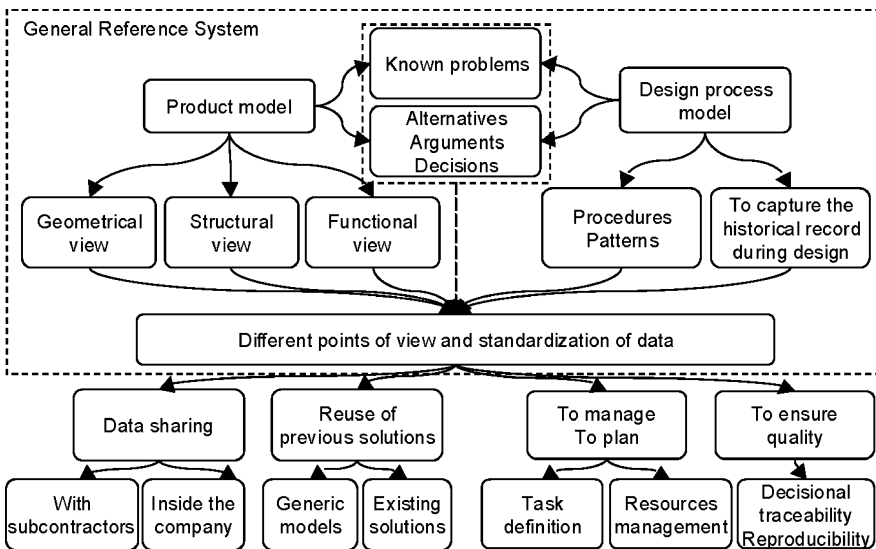 General Reference System
Known problems
Product model
Design process
model
Alternatives
Arguments
Decisions
Geometrical
view
Structural
view
Functional
view
Procedures
Patterns
To capture the
historical record
during design
Different points of view and standardization of data
Data sharing
Reuse of
previous solutions
To manage
To plan
To ensure
quality
With
subcontractors
Inside the
company
Generic
models
Existing
solutions
Task
definition
Resources
management
Decisional
traceability
Reproducibility